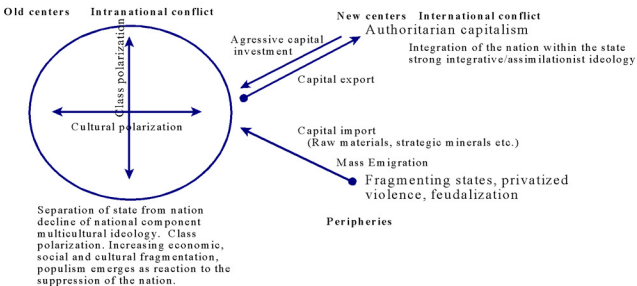 Old centers Intranational conflict
New centers International conflict
Authoritarian capitalism
Agressive capital
investment
Integration of the nation within the state
strong integrative/assimilationist ideology
Class polarization
Capital export
Cultural polarization
Capital import
(Raw materials, strategic minerals etc.)
Mass Emigration
Fragmenting states, privatized
violence, feudalization
Peripheries
Separation of state from nation
decline of national component
multicultural ideology. Class
polarization. Increasing economic,
social and cultural fragmentation,
populism emerges as reaction to the
suppression of the nation.